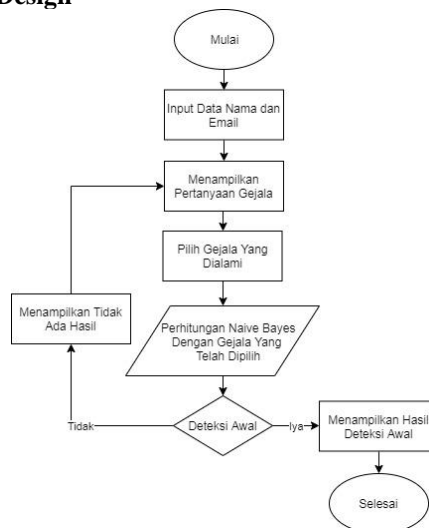 Design
Mulai
Input Data Nama dan
Email
Menampilkan
Pertanyaan Gejala
Pilih Gejala Yang
Dialami
Menampilkan Tidak
Ada Hasil
Perhitungan Naive Bayes
Dengan Gejala Yang
Telah Dipilih
Tidak
Deteksi Awal
Iya
Menampilkan Hasil
Deteksi Awal
Selesai